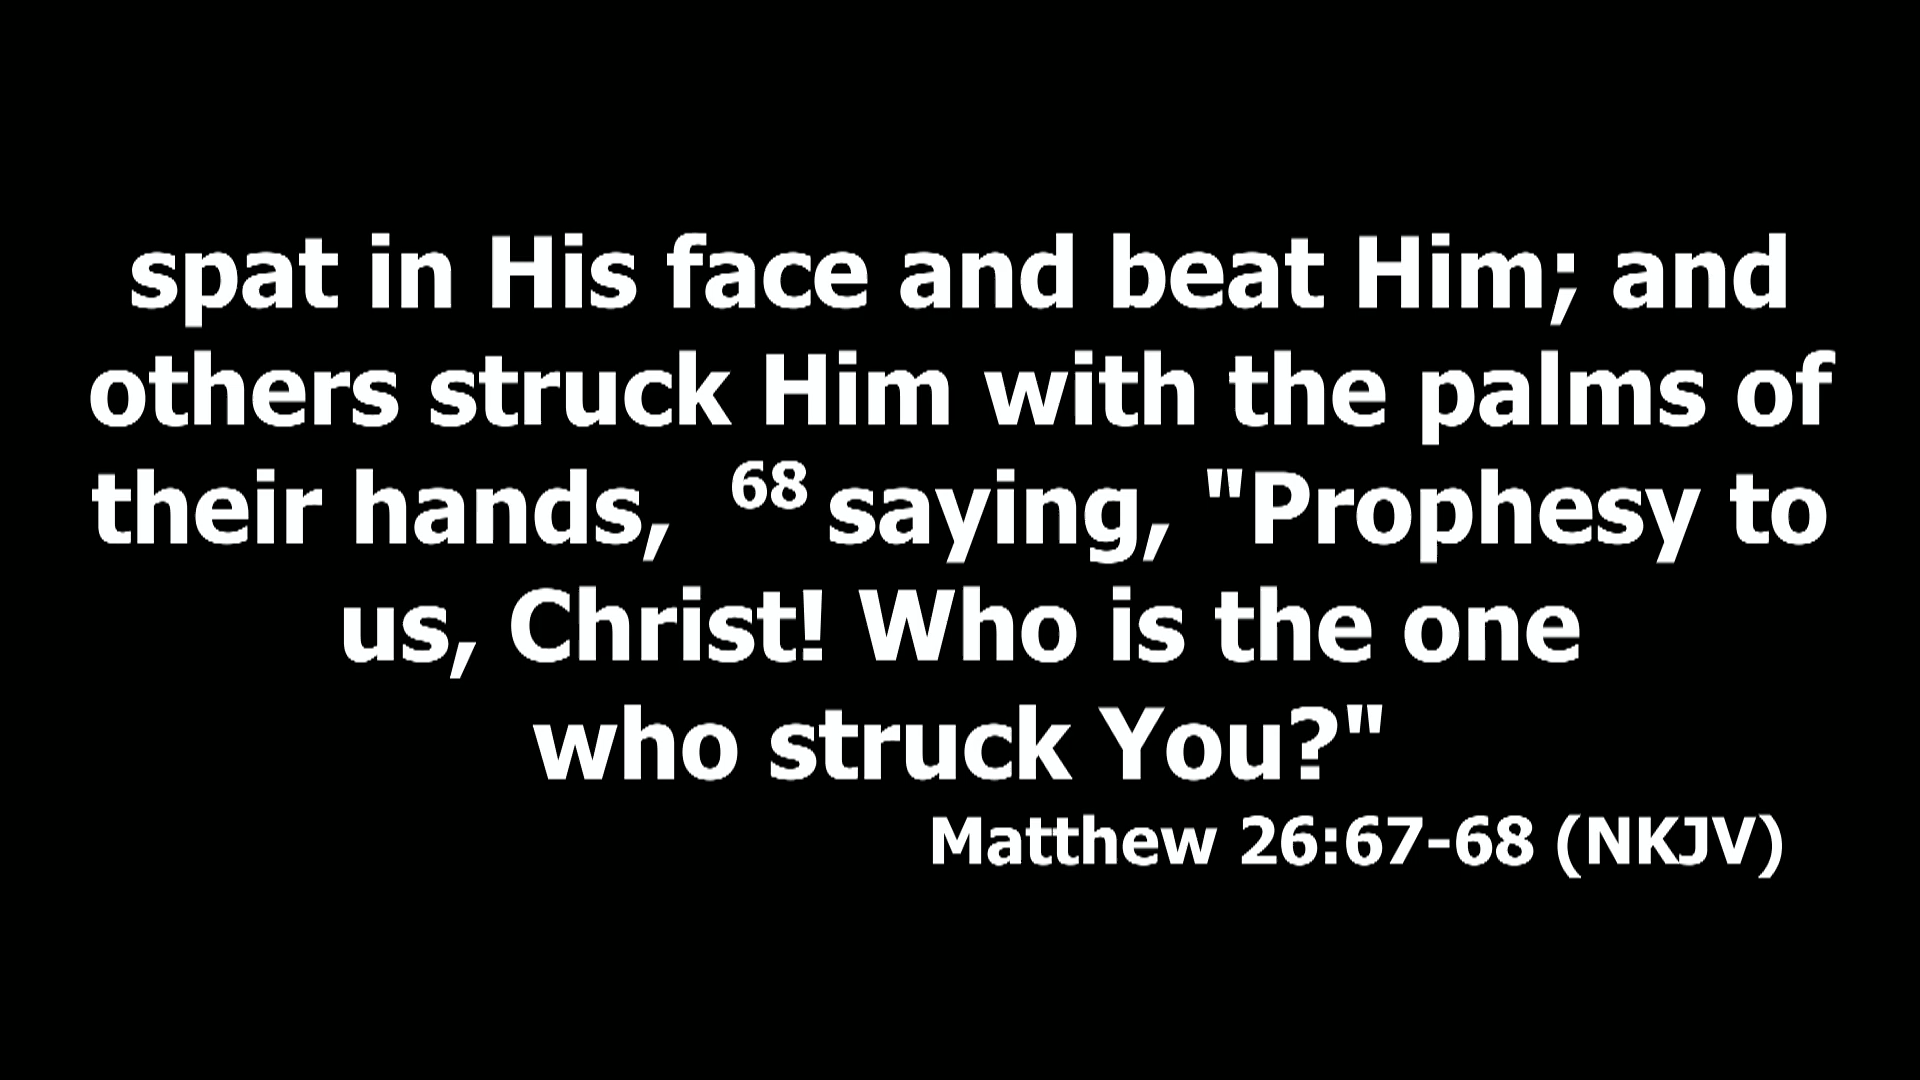 spat in His face and beat Him; and
others struck Him with the palms of
their hands, 68 saying, "Prophesy to
us, Christ! Who is the one
who struck You?"
Matthew 26:67-68 (NKJV)